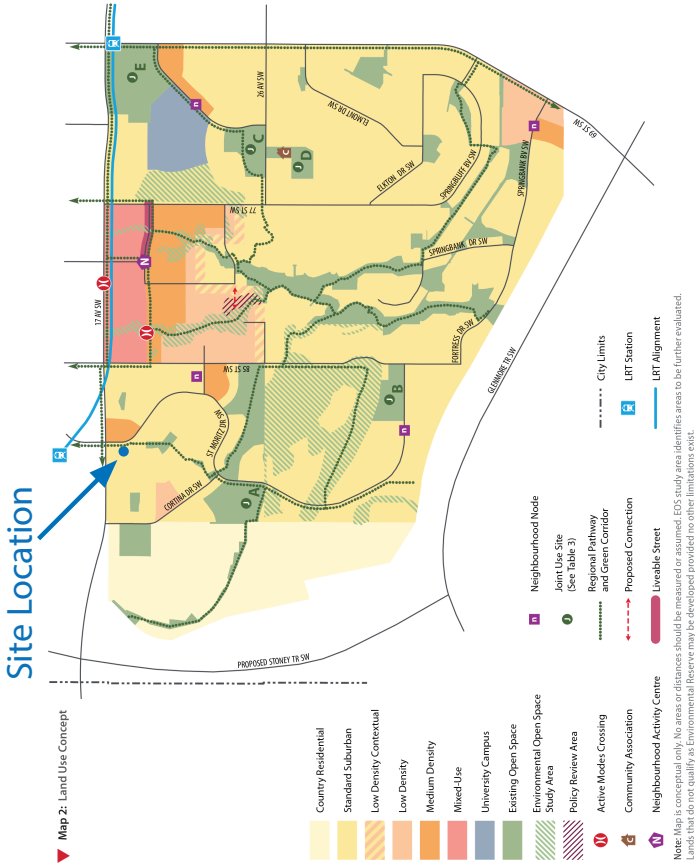 Site Location
Map 2: Land Use Concept
17 AV SW
26 AV SW
77 ST SW
85 ST SW
69 ST SW
ELMONT DR SW
ELKTON DR SW
SPRINGBLUFF BV SW
SPRINGBANK BV SW
SPRINGBANK DR SW
FORTRESS DR SW
GLENMORE TR SW
ST MORITZ DR SW
CORTINA DR SW
PROPOSED STONEY TR SW
A
B
C
D
E
J
J
J
J
J
C
N
n
n
n
n
Country Residential
Standard Suburban
Low Density Contextual
Low Density
Medium Density
Mixed-Use
University Campus
Existing Open Space
Environmental Open Space
Study Area
Policy Review Area
Active Modes Crossing
C Community Association
N Neighbourhood Activity Centre
n Neighbourhood Node
J Joint Use Site
(See Table 3)
Regional Pathway
and Green Corridor
Proposed Connection
Liveable Street
City Limits
LRT Station
LRT Alignment
Note: Map is conceptual only. No areas or distances should be measured or assumed. EOS study area identifies areas to be further evaluated.
Lands that do not qualify as Environmental Reserve may be developed provided no other limitations exist.